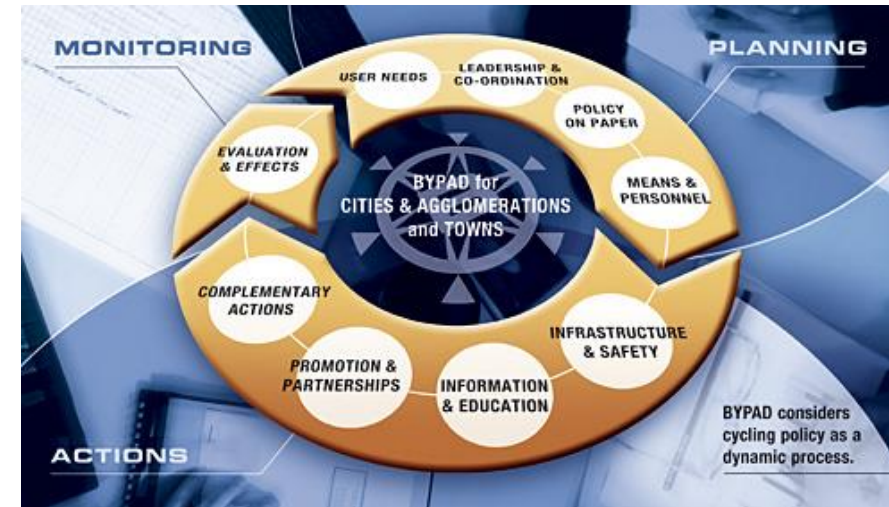 MONITORING
PLANNING
USER NEEDS
LEADERSHIP &
CO-ORDINATION
POLICY
ON PAPER
MEANS &
PERSONNEL
EVALUATION
& EFFECTS
BYPAD for
CITIES & AGGLOMERATIONS
and TOWNS
COMPLEMENTARY
ACTIONS
PROMOTION &
PARTNERSHIPS
INFORMATION
& EDUCATION
INFRASTRUCTURE
& SAFETY
ACTIONS
BYPAD considers
cycling policy as a
dynamic process.